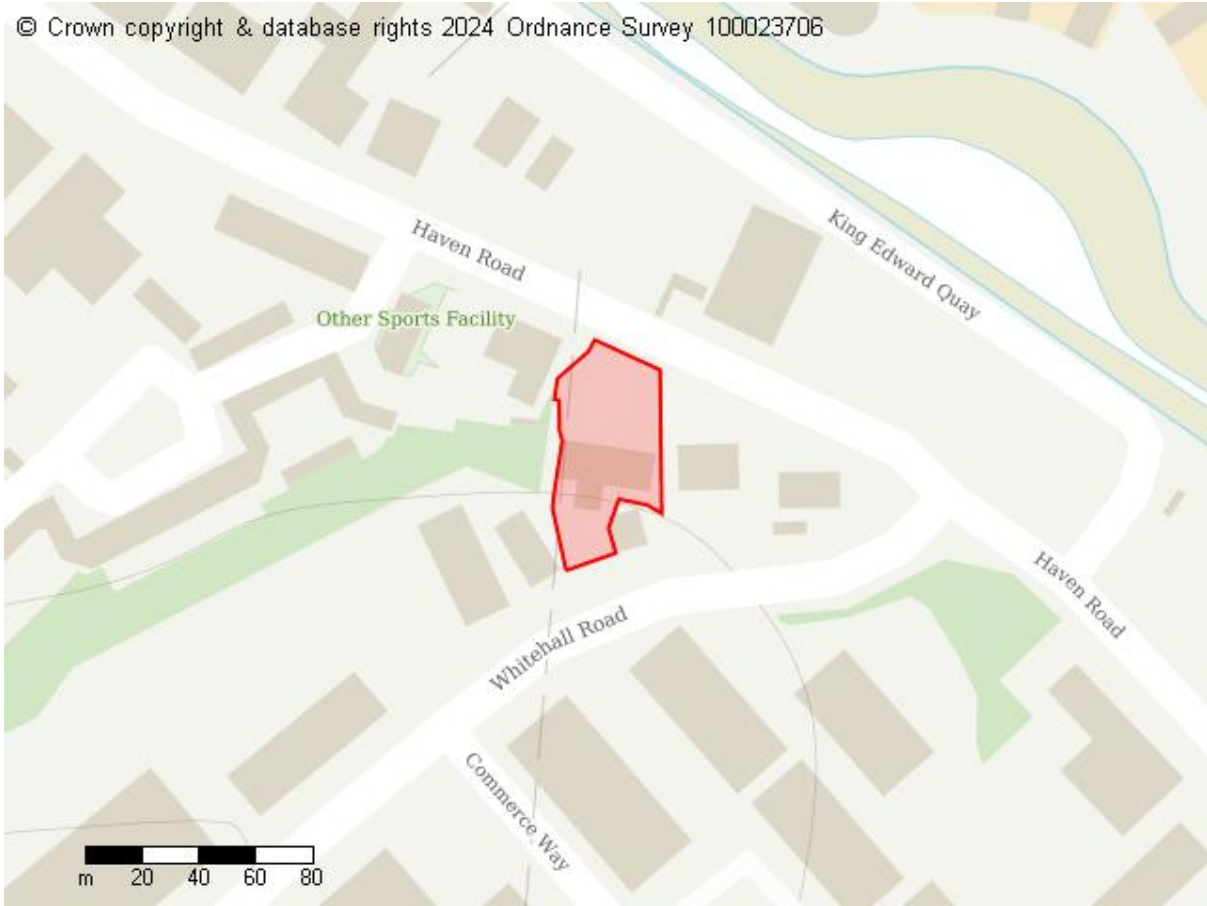 © Crown copyright & database rights 2024 Ordnance Survey 100023706
Haven Road
King Edward Quay
Other Sports Facility
Haven Road
Whitehall Road
Commerce Way
m 20 40 60 80